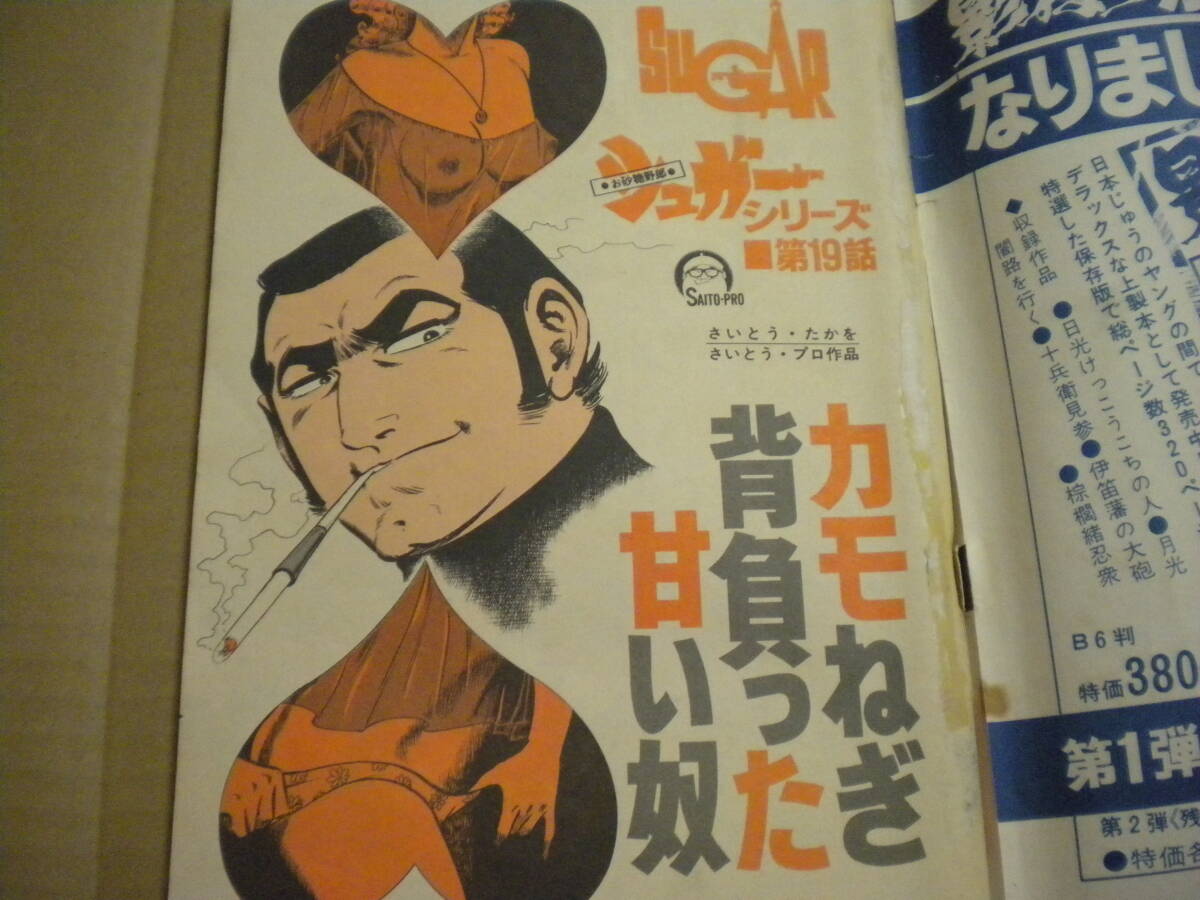 SUGAR
●お砂糖野郎●
シュガーシリーズ
■第19話
SAITO-PRO
さいとう・たかを
さいとう・プロ作品
カモねぎ
背負った
甘い奴
なりまし
日本じゅうのヤングの間で発売中
デラックスな上製本として
特選した保存版で総ページ数320ペー
◆収録作品
●日光けっこうこちの人●月光
闇路を行く●十兵衛見参●伊笛藩の大砲
●棕櫚緒忍衆
B6判
特価380
第1弾
第2弾〈残
●特価各